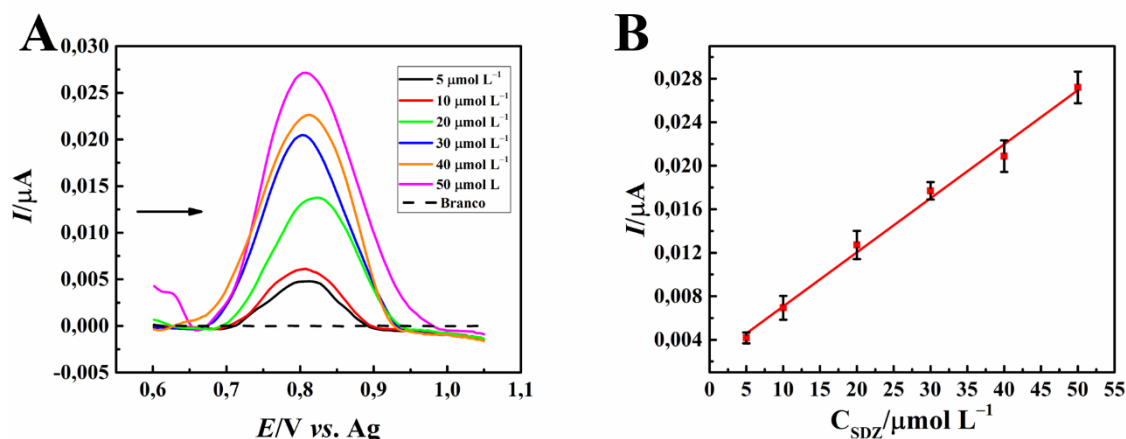 A
0,030
0,025
0,020
0,015
0,010
0,005
0,000
-0,005
I/μA
0,6 0,7 0,8 0,9 1,0 1,1
E/V vs. Ag
5 μmol L⁻¹
10 μmol L⁻¹
20 μmol L⁻¹
30 μmol L⁻¹
40 μmol L⁻¹
50 μmol L
Branco
B
0,028
0,024
0,020
0,016
0,012
0,008
0,004
I/μA
0 5 10 15 20 25 30 35 40 45 50 55
C_SDZ/μmol L⁻¹